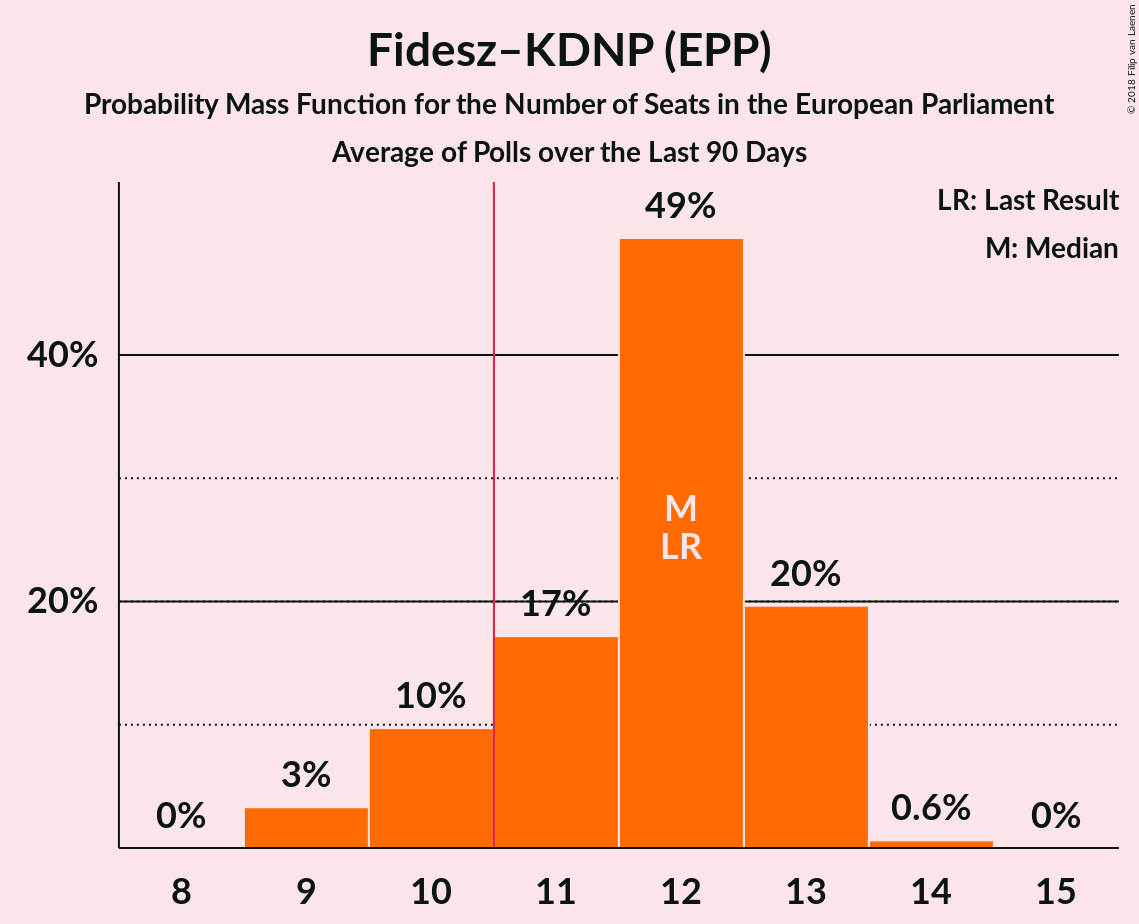 Fidesz–KDNP (EPP)
Probability Mass Function for the Number of Seats in the European Parliament
Average of Polls over the Last 90 Days
© 2018 Filip van Laenen
LR: Last Result
M: Median
49%
40%
M
LR
20%
20%
17%
10%
3%
0%
0.6%
0%
8 9 10 11 12 13 14 15